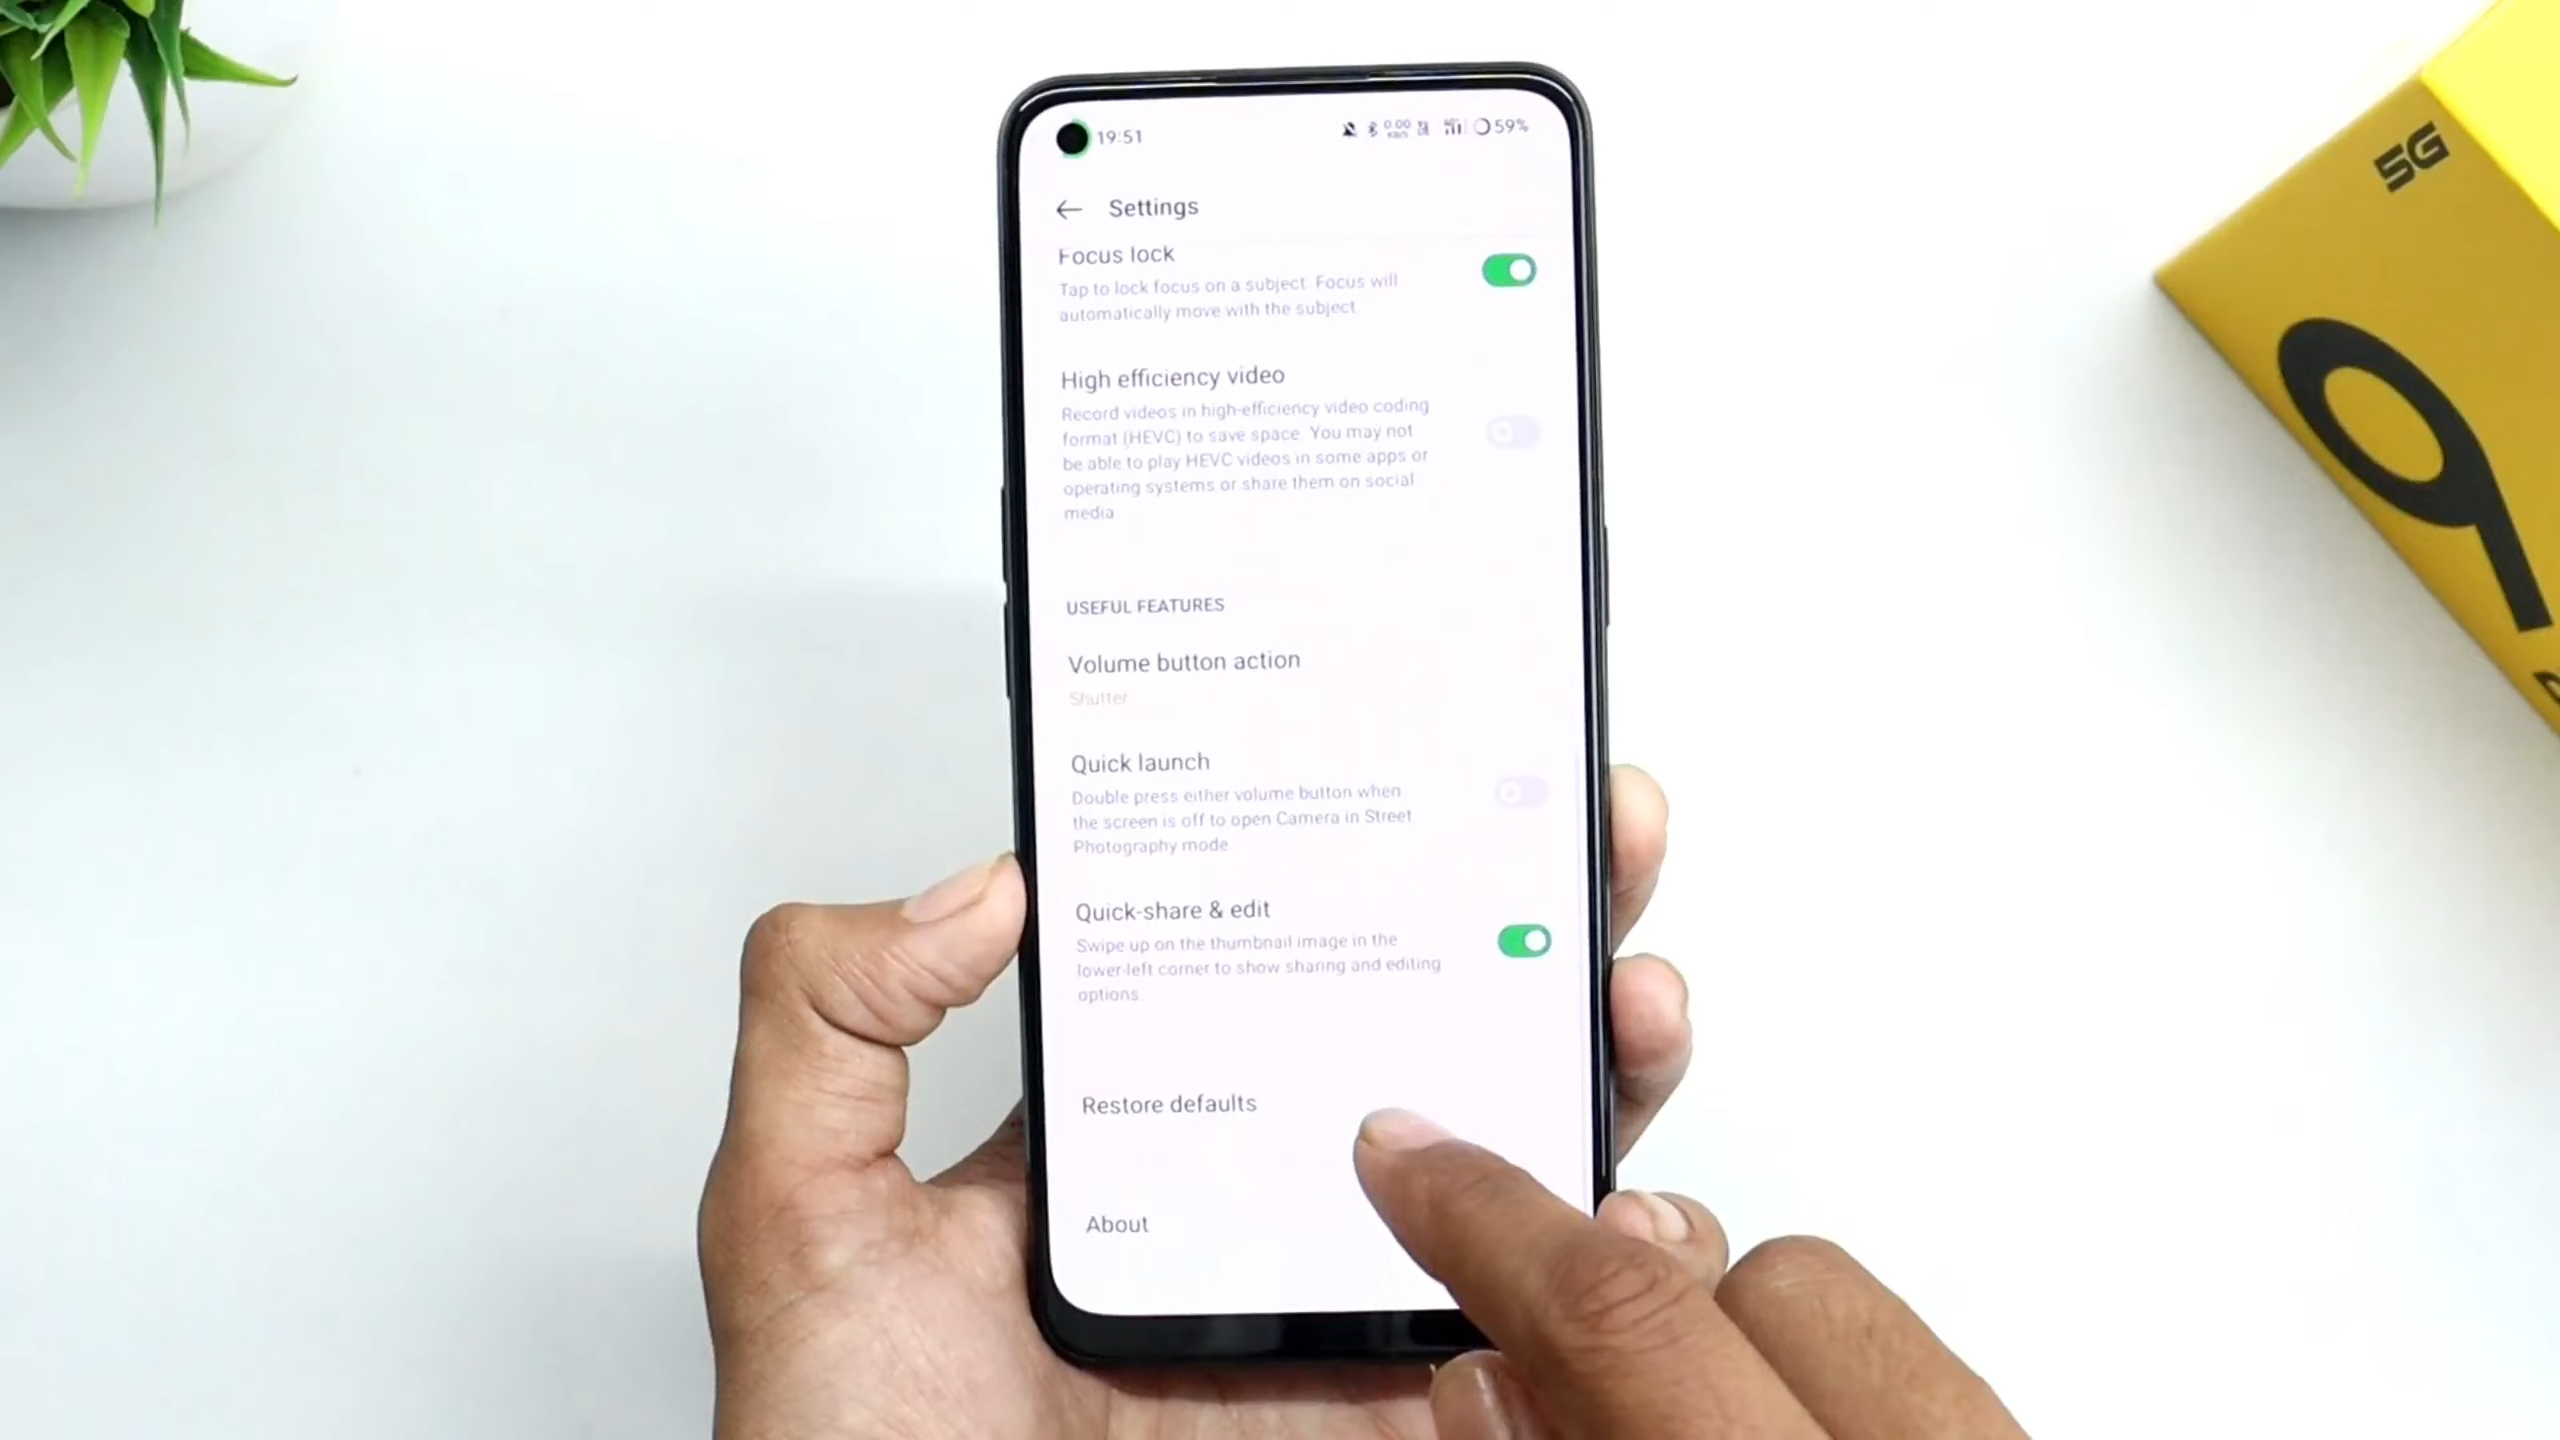 19:51
0.00
KB/S
59%
Settings
Focus lock
Tap to lock focus on a subject. Focus will
automatically move with the subject.
High efficiency video
Record videos in high-efficiency video coding
format (HEVC) to save space. You may not
be able to play HEVC videos in some apps or
operating systems or share them on social
media.
USEFUL FEATURES
Volume button action
Shutter
Quick launch
Double press either volume button when
the screen is off to open Camera in Street
Photography mode.
Quick-share & edit
Swipe up on the thumbnail image in the
lower-left corner to show sharing and editing
options
Restore defaults
About
5G
9